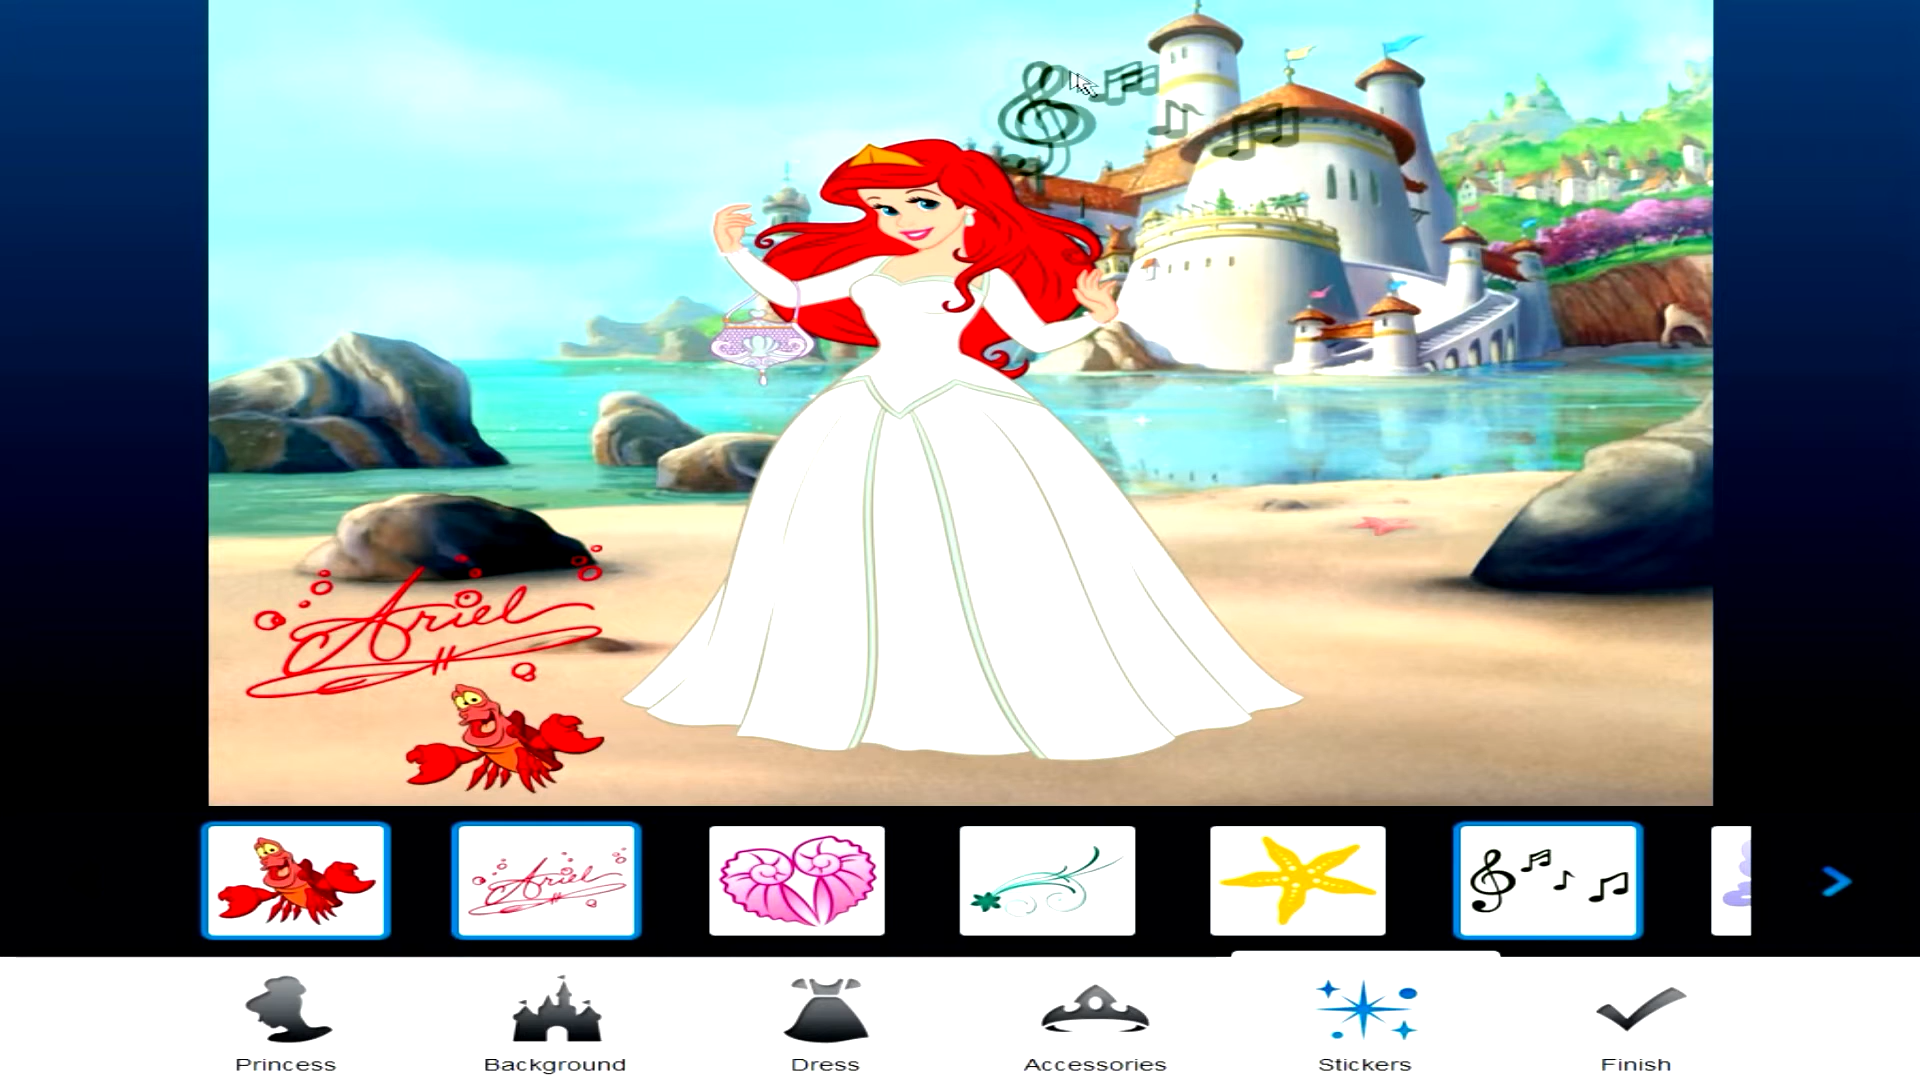 Ariel
Ariel
Princess
Background
Dress
Accessories
Stickers
Finish